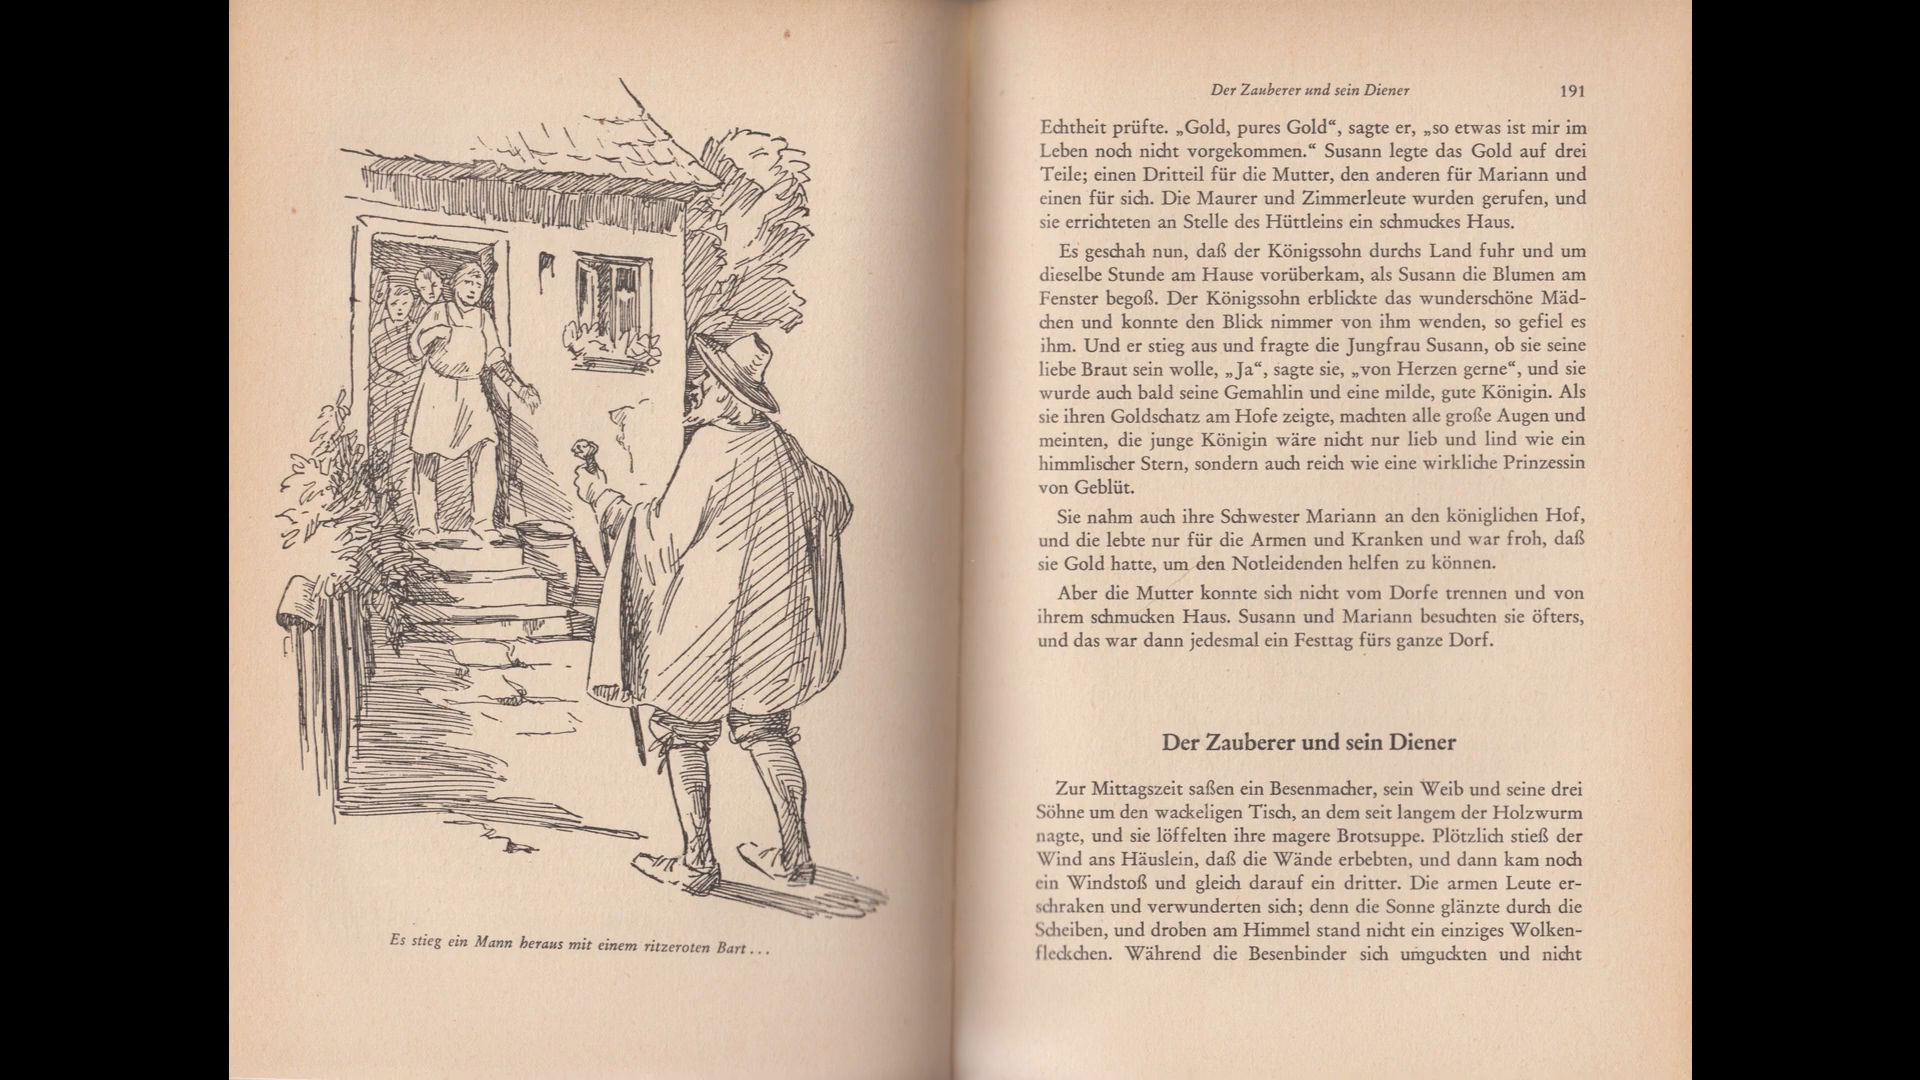 Es stieg ein Mann heraus mit einem ritzeroten Bart . . .
Der Zauberer und sein Diener 191
Echtheit prüfte. „Gold, pures Gold“, sagte er, „so etwas ist mir im
Leben noch nicht vorgekommen.“ Susann legte das Gold auf drei
Teile; einen Dritteil für die Mutter, den anderen für Mariann und
einen für sich. Die Maurer und Zimmerleute wurden gerufen, und
sie errichteten an Stelle des Hüttleins ein schmuckes Haus.
Es geschah nun, daß der Königssohn durchs Land fuhr und um
dieselbe Stunde am Hause vorüberkam, als Susann die Blumen am
Fenster begoß. Der Königssohn erblickte das wunderschöne Mäd-
chen und konnte den Blick nimmer von ihm wenden, so gefiel es
ihm. Und er stieg aus und fragte die Jungfrau Susann, ob sie seine
liebe Braut sein wolle, „Ja“, sagte sie, „von Herzen gerne“, und sie
wurde auch bald seine Gemahlin und eine milde, gute Königin. Als
sie ihren Goldschatz am Hofe zeigte, machten alle große Augen und
meinten, die junge Königin wäre nicht nur lieb und lind wie ein
himmlischer Stern, sondern auch reich wie eine wirkliche Prinzessin
von Geblüt.
Sie nahm auch ihre Schwester Mariann an den königlichen Hof,
und die lebte nur für die Armen und Kranken und war froh, daß
sie Gold hatte, um den Notleidenden helfen zu können.
Aber die Mutter konnte sich nicht vom Dorfe trennen und von
ihrem schmucken Haus. Susann und Mariann besuchten sie öfters,
und das war dann jedesmal ein Festtag fürs ganze Dorf.
Der Zauberer und sein Diener
Zur Mittagszeit saßen ein Besenmacher, sein Weib und seine drei
Söhne um den wackeligen Tisch, an dem seit langem der Holzwurm
nagte, und sie löffelten ihre magere Brotsuppe. Plötzlich stieß der
Wind ans Häuslein, daß die Wände erbebten, und dann kam noch
ein Windstoß und gleich darauf ein dritter. Die armen Leute er-
schraken und verwunderten sich; denn die Sonne glänzte durch die
Scheiben, und droben am Himmel stand nicht ein einziges Wolken-
fleckchen. Während die Besenbinder sich umguckten und nicht